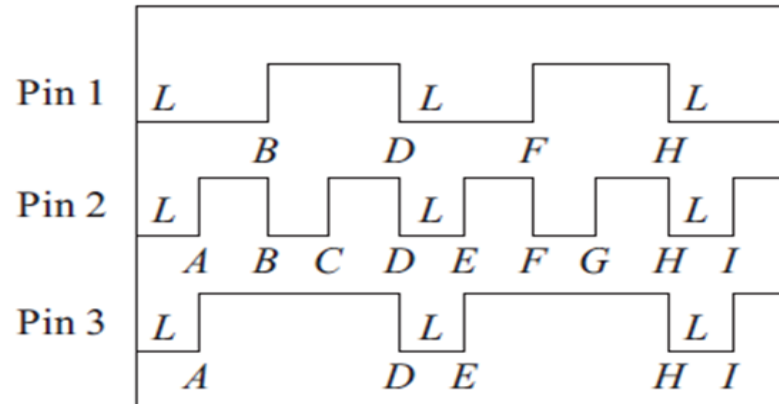 Pin 1 L L L
B D F H
Pin 2 L L L
A B C D E F G H I
Pin 3 L L L
A D E H I